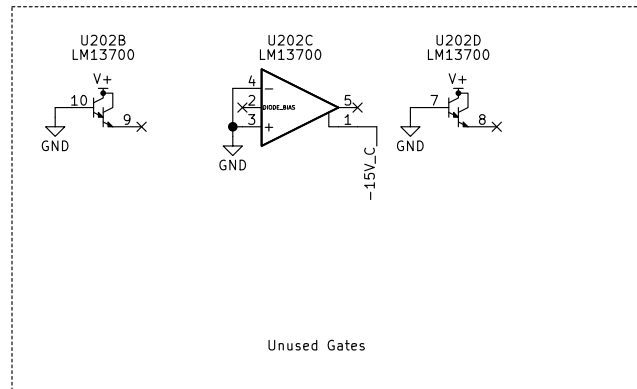 U202B
LM13700
V+
10
9
GND
U202C
LM13700
4
−
2
DIODE_BIAS
5
3
+
1
GND
-15V_C
U202D
LM13700
V+
7
8
GND
Unused Gates